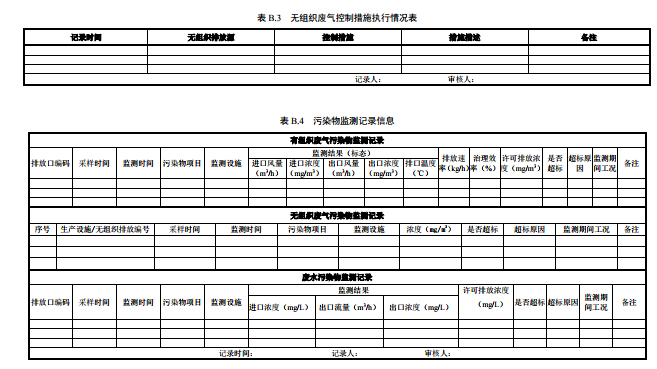 表 B.3 无组织废气控制措施执行情况表
记录时间 无组织排放源 控制措施 措施描述 备注
记录人： 审核人：
表 B.4 污染物监测记录信息
有组织废气污染物监测记录
排放口编码 采样时间 监测时间 污染物项目 监测设施 监测结果（标态） 排放速率(kg/h) 治理效率（%） 许可排放浓度（mg/m³） 是否超标 超标原因 监测期间工况 备注
进口风量（m³/h） 进口浓度（mg/m³） 出口风量（m³/h） 出口浓度（mg/m³） 排口温度（℃）
无组织废气污染物监测记录
序号 生产设施/无组织排放编号 采样时间 监测时间 污染物项目 监测设施 浓度（mg/m³） 是否超标 超标原因 监测期间工况 备注
废水污染物监测记录
排放口编码 采样时间 监测时间 污染物项目 监测设施 监测结果 许可排放浓度（mg/L） 是否超标 超标原因 监测期间工况 备注
进口浓度（mg/L） 出口流量（m³/h） 出口浓度（mg/L）
记录时间： 记录人： 审核人：